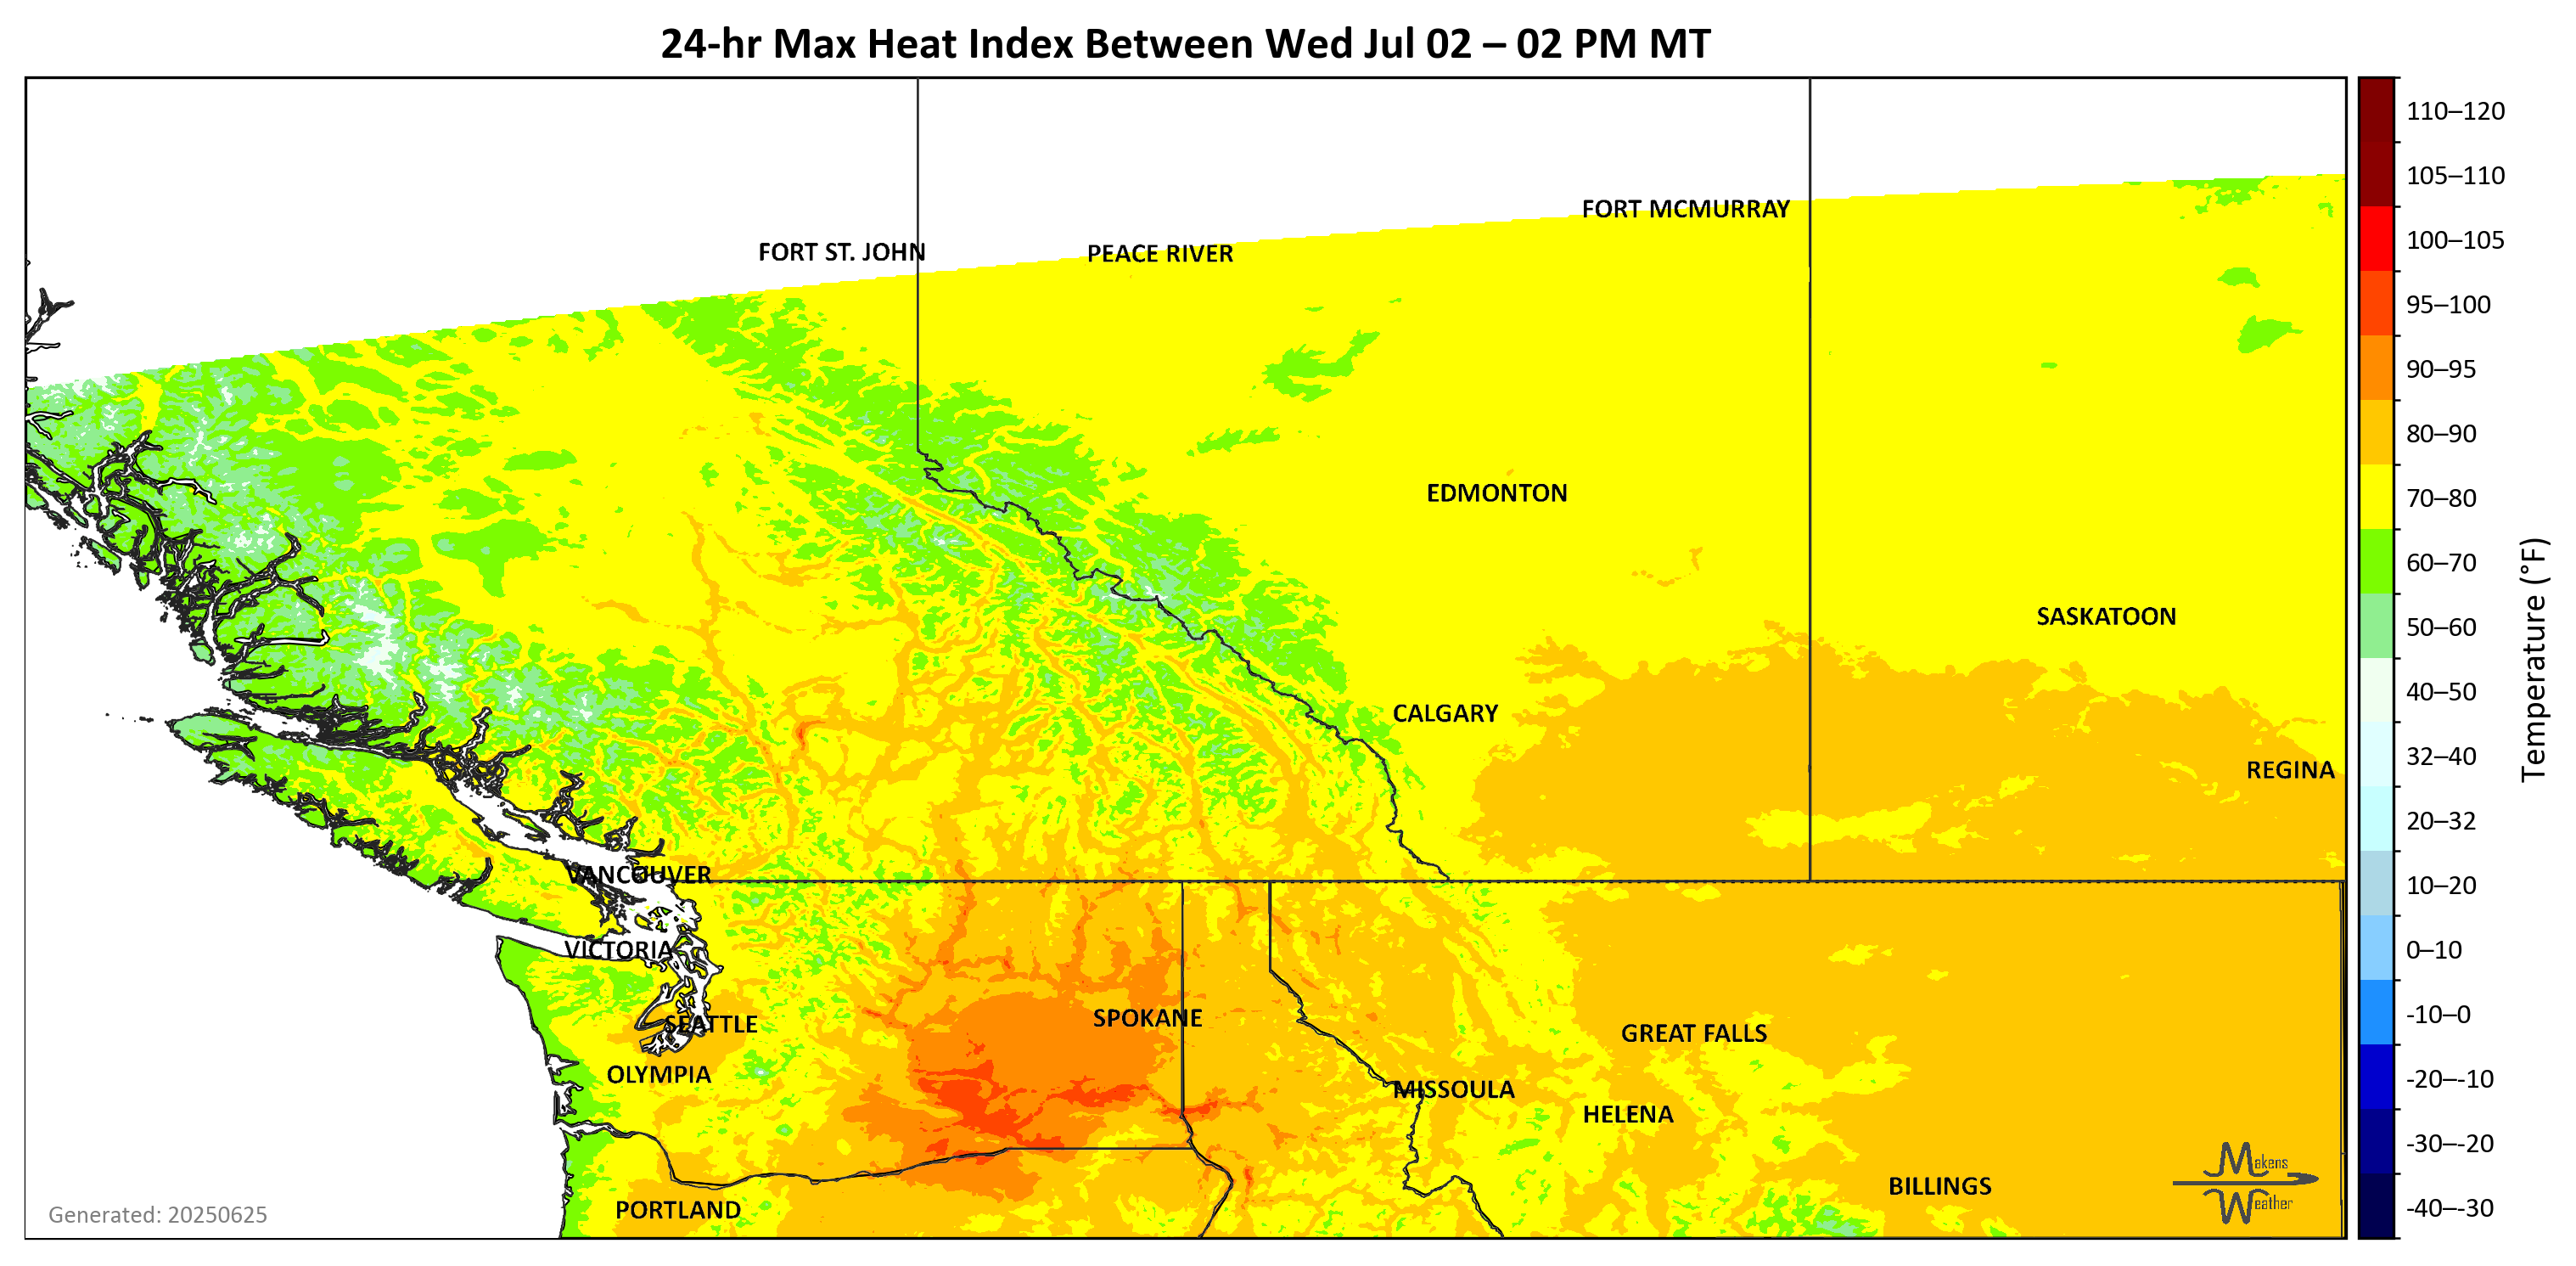 24-hr Max Heat Index Between Wed Jul 02 – 02 PM MT
110–120
105–110
FORT MCMURRAY
100–105
FORT ST. JOHN
PEACE RIVER
95–100
90–95
80–90
EDMONTON
70–80
60–70
SASKATOON
50–60
Temperature (°F)
40–50
CALGARY
32–40
REGINA
20–32
VANCOUVER
10–20
VICTORIA
0–10
SPOKANE
-10–0
SEATTLE
GREAT FALLS
OLYMPIA
-20–-10
MISSOULA
HELENA
-30–-20
Makens
Weather
BILLINGS
PORTLAND
-40–-30
Generated: 20250625